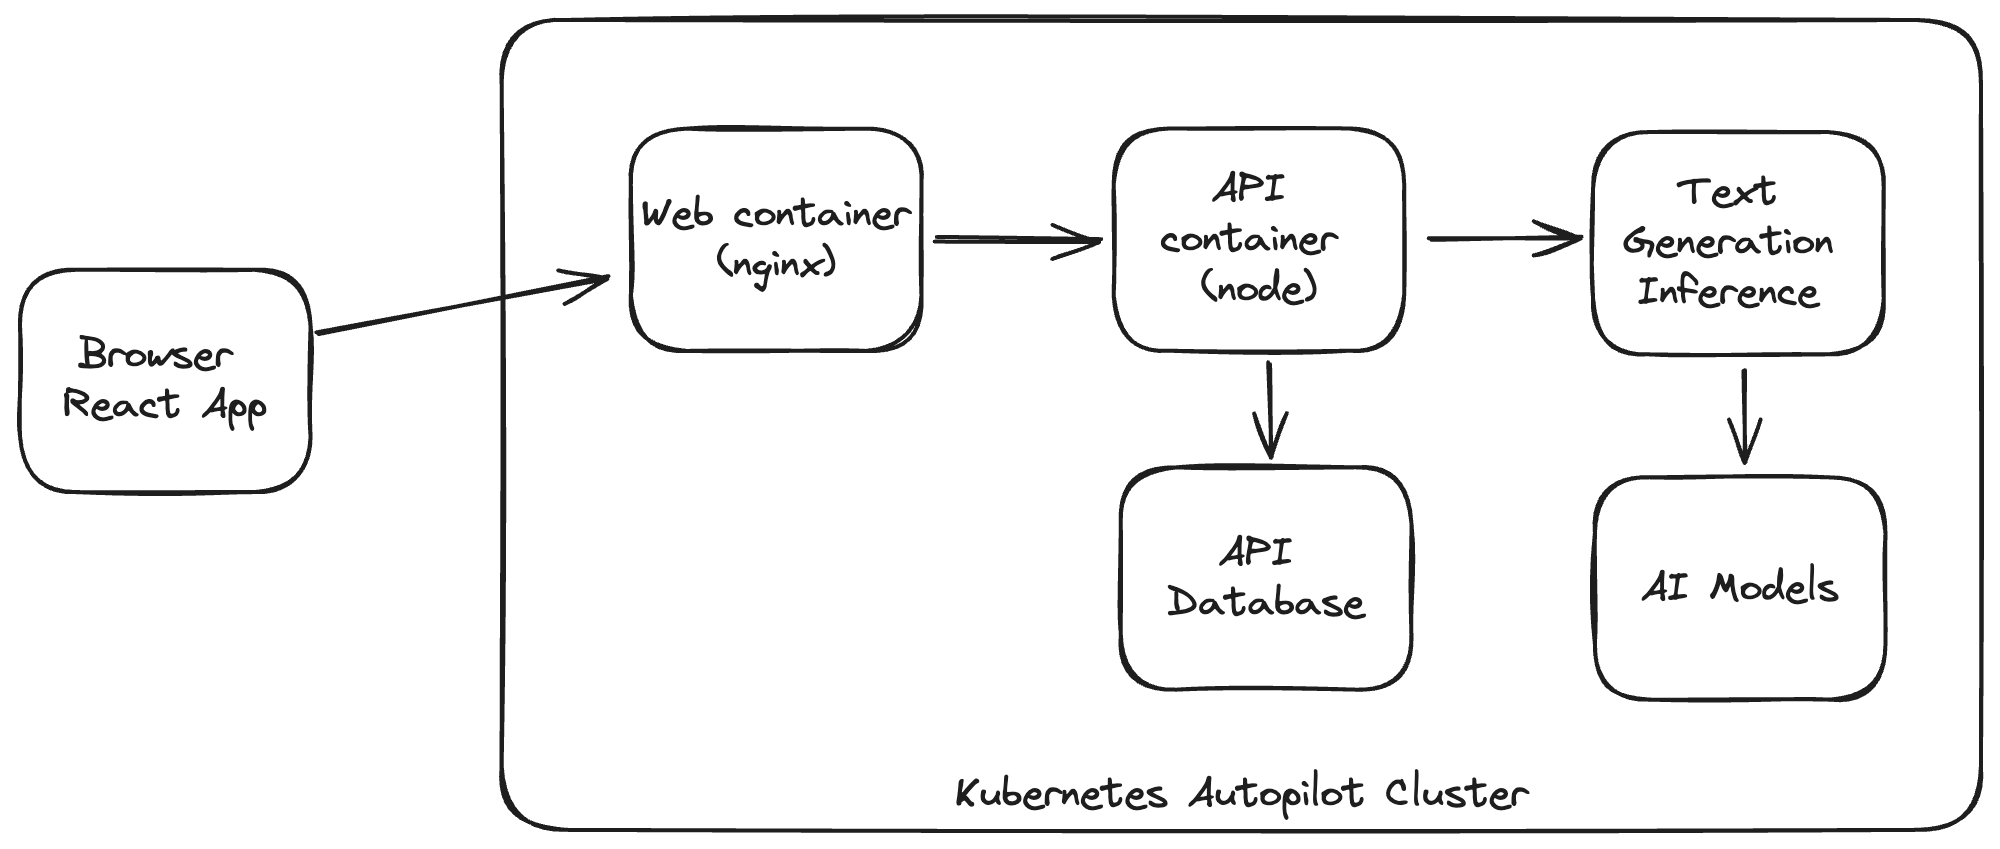 Browser
React App
Web container
(nginx)
API
container
(node)
Text
Generation
Inference
API
Database
AI Models
Kubernetes Autopilot Cluster